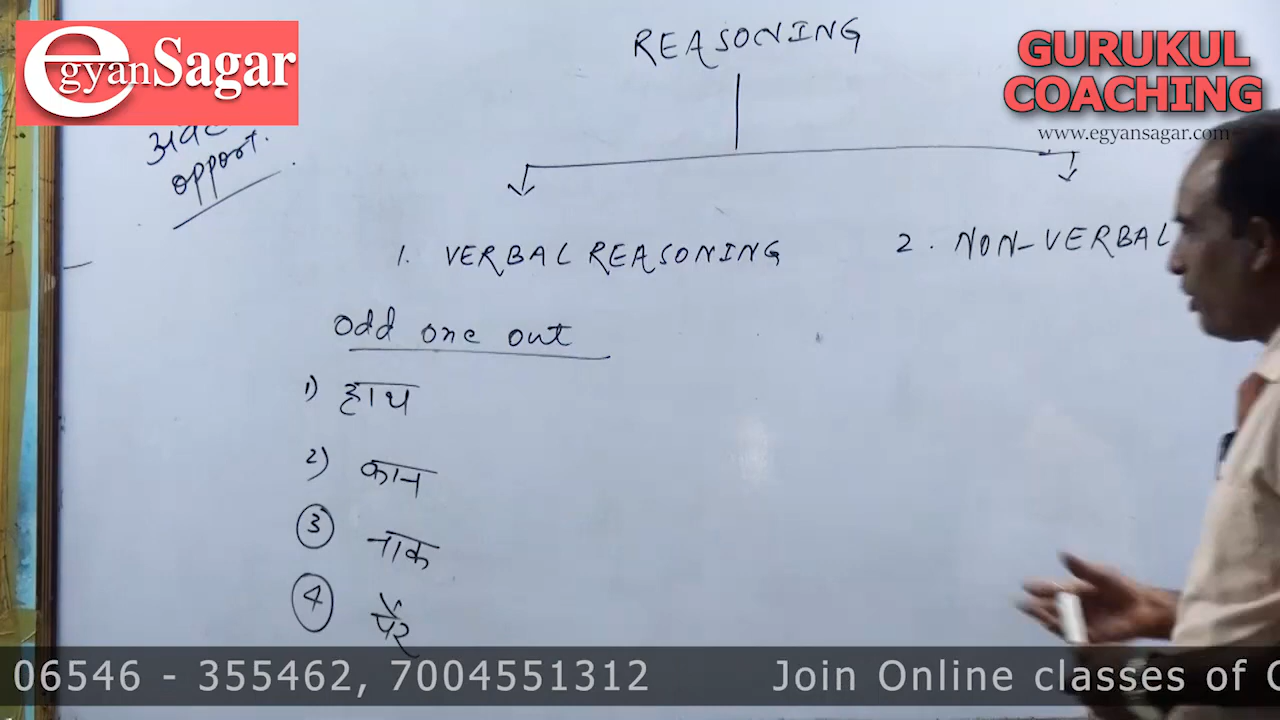 egyanSagar
REASONING
GURUKUL
COACHING
www.egyansagar.com
opport.
1. VERBAL REASONING
2. NON-VERBAL
Odd one out
1) हाथ
2) कान
3 नाक
4 पैर
06546 - 355462, 7004551312 Join Online classes of